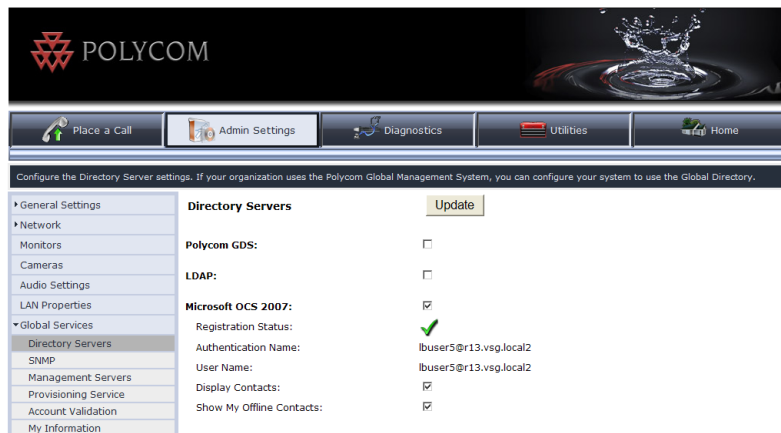 POLYCOM
Place a Call
Admin Settings
Diagnostics
Utilities
Home
Configure the Directory Server settings. If your organization uses the Polycom Global Management System, you can configure your system to use the Global Directory.
General Settings
Network
Monitors
Cameras
Audio Settings
LAN Properties
Global Services
Directory Servers
SNMP
Management Servers
Provisioning Service
Account Validation
My Information
Directory Servers
Update
Polycom GDS:
LDAP:
Microsoft OCS 2007:
Registration Status:
Authentication Name: lbuser5@r13.vsg.local2
User Name: lbuser5@r13.vsg.local2
Display Contacts:
Show My Offline Contacts: